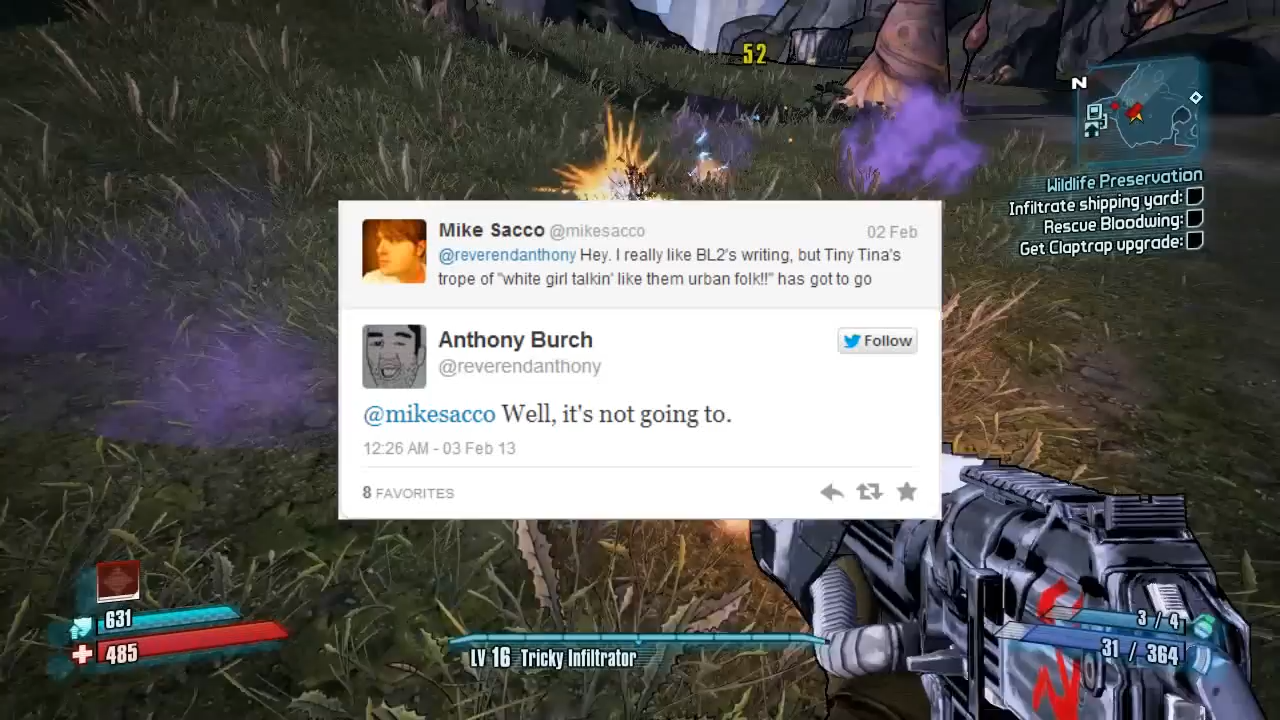 52
N
Wildlife Preservation
Infiltrate shipping yard:
Rescue Bloodwing:
Get Claptrap upgrade:
Mike Sacco @mikesacco 02 Feb
@reverendanthony Hey. I really like BL2's writing, but Tiny Tina's
trope of "white girl talkin' like them urban folk!!" has got to go
Anthony Burch
Follow
@reverendanthony
@mikesacco Well, it's not going to.
12:26 AM - 03 Feb 13
8 FAVORITES
631
485
LV 16 Tricky Infiltrator
3 / 4
31 / 364